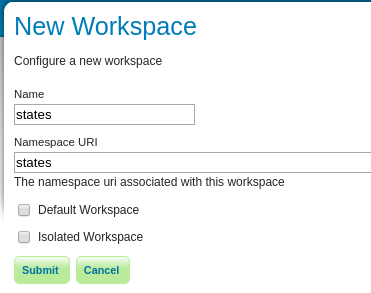 New Workspace
Configure a new workspace
Name
states
Namespace URI
states
The namespace uri associated with this workspace
Default Workspace
Isolated Workspace
Submit Cancel